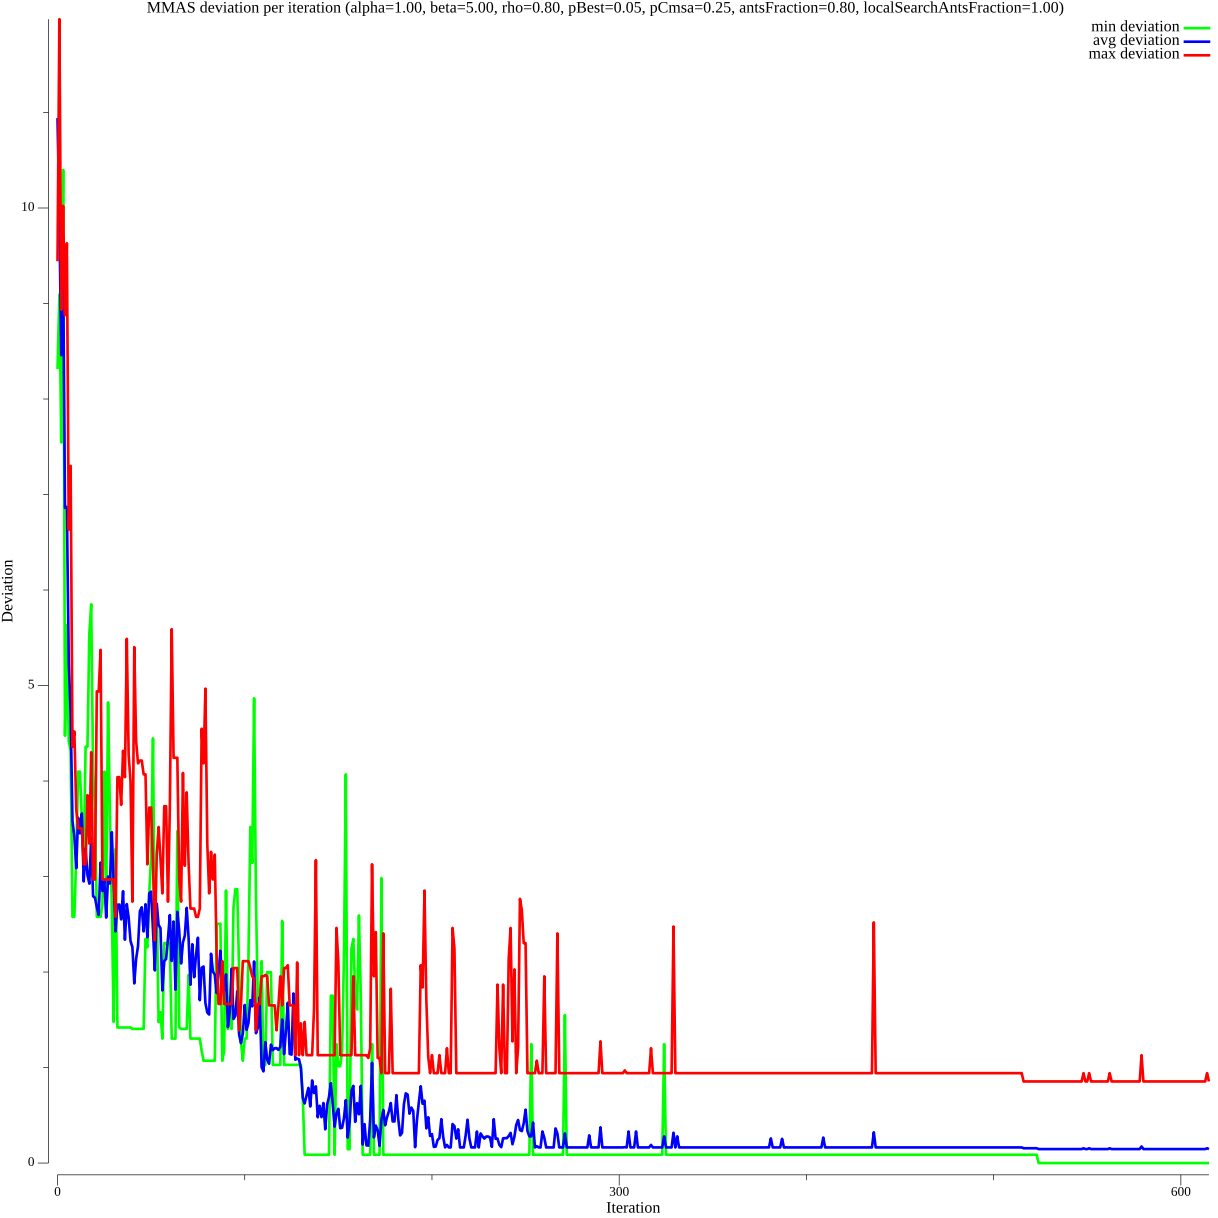 MMAS deviation per iteration (alpha=1.00, beta=5.00, rho=0.80, pBest=0.05, pCmsa=0.25, antsFraction=0.80, localSearchAntsFraction=1.00)
min deviation
avg deviation
max deviation
10
5
0
Deviation
0
300
600
Iteration